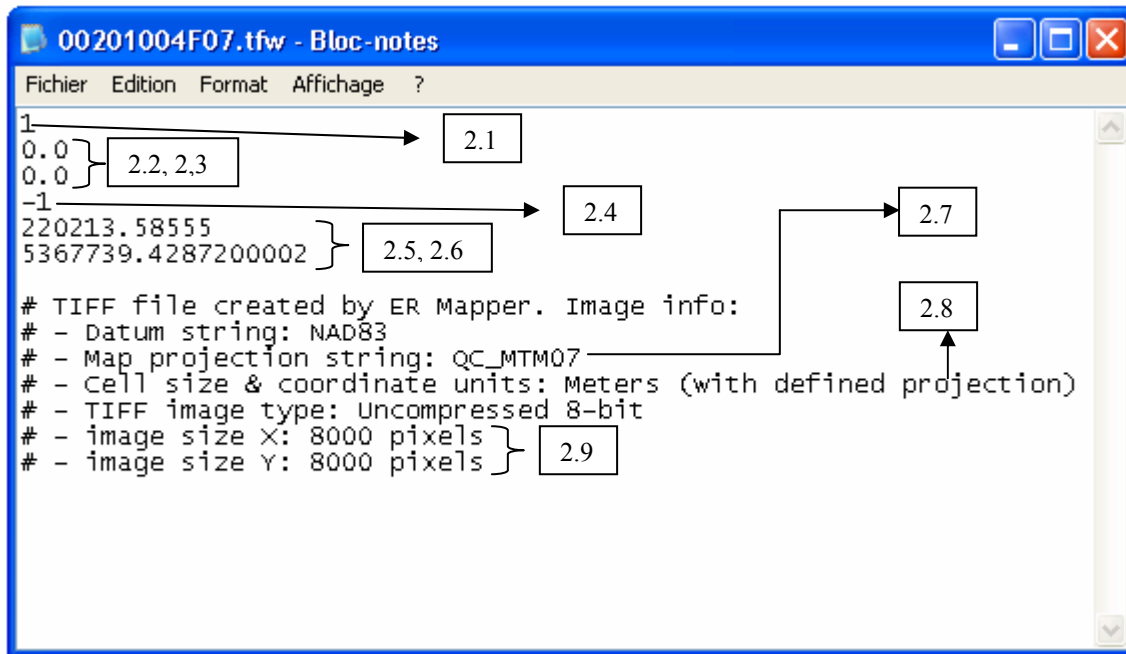 00201004F07.tfw - Bloc-notes
Fichier Edition Format Affichage ?
1
2.1
0.0
0.0
2.2, 2,3
-1
2.4
2.7
220213.58555
5367739.4287200002
2.5, 2.6
# TIFF file created by ER Mapper. Image info:
2.8
# - Datum string: NAD83
# - Map projection string: QC_MTM07
# - Cell size & coordinate units: Meters (with defined projection)
# - TIFF image type: Uncompressed 8-bit
# - image size X: 8000 pixels
# - image size Y: 8000 pixels
2.9